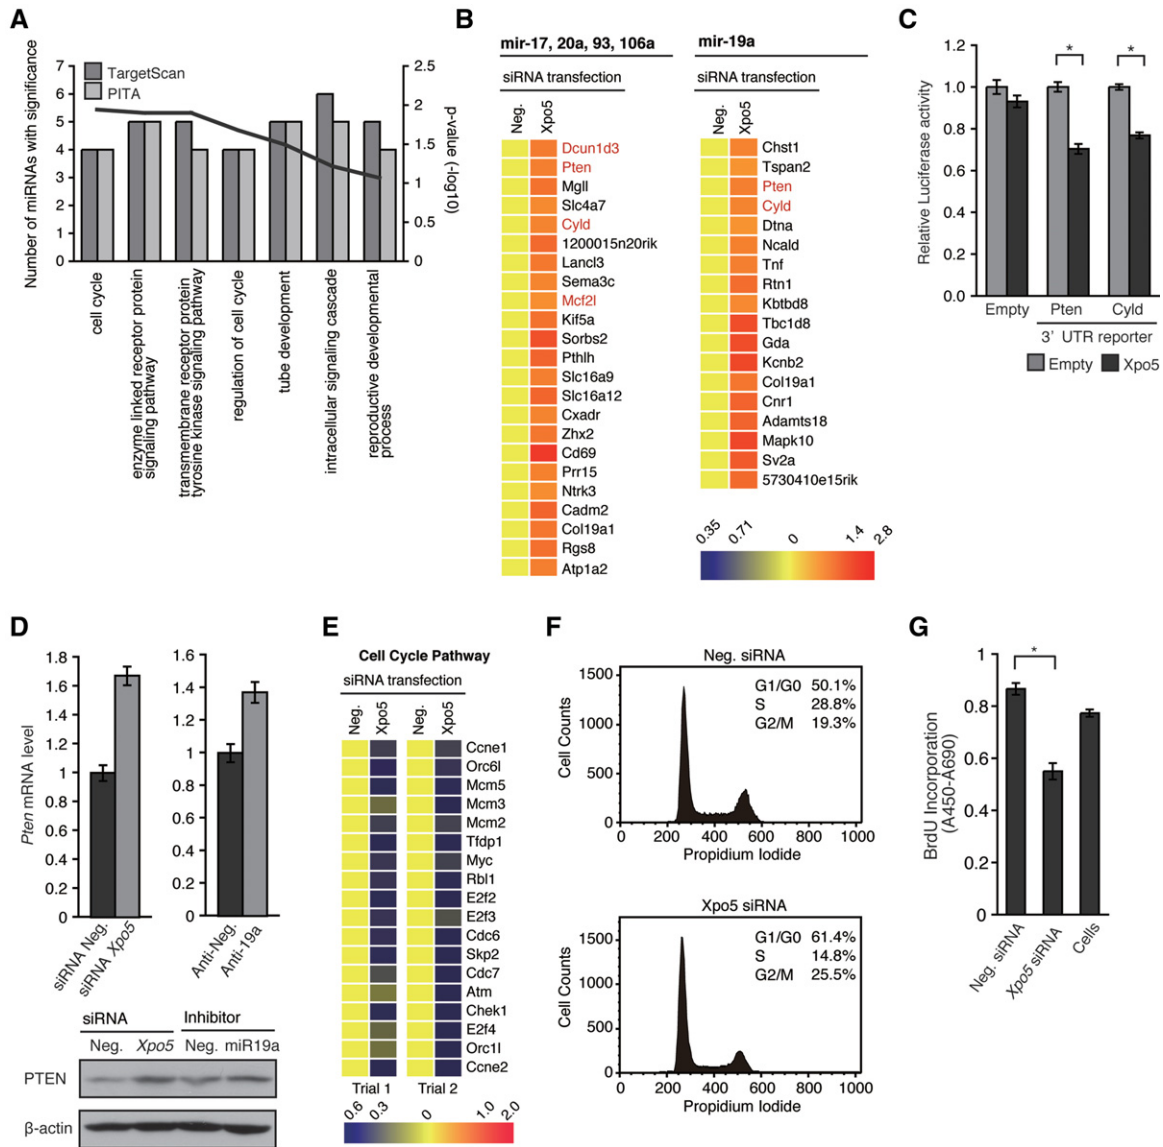 A
TargetScan
PITA
Number of miRNAs with significance
7
6
5
4
3
2
1
0
2.5
2
1.5
1
0.5
0
p-value (-log10)
cell cycle
enzyme linked receptor protein
signaling pathway
transmembrane receptor protein
tyrosine kinase signaling pathway
regulation of cell cycle
tube development
intracellular signaling cascade
reproductive developmental
process
B
mir-17, 20a, 93, 106a
siRNA transfection
Neg.
Xpo5
Dcun1d3
Pten
Mgll
Slc4a7
Cyld
1200015n20rik
Lancl3
Sema3c
Mcf2l
Kif5a
Sorbs2
Pthlh
Slc16a9
Slc16a12
Cxadr
Zhx2
Cd69
Prr15
Ntrk3
Cadm2
Col19a1
Rgs8
Atp1a2
mir-19a
siRNA transfection
Neg.
Xpo5
Chst1
Tspan2
Pten
Cyld
Dtna
Ncald
Tnf
Rtn1
Kbtbd8
Tbc1d8
Gda
Kcnb2
Col19a1
Cnr1
Adamts18
Mapk10
Sv2a
5730410e15rik
0.35
0.71
0
1.4
2.8
C
Relative Luciferase activity
1.2
1.0
0.8
0.6
0.4
0.2
0.0
*
*
Empty
Pten
Cyld
3' UTR reporter
Empty
Xpo5
D
Pten mRNA level
1.8
1.6
1.4
1.2
1
0.8
0.6
0.4
0.2
0
siRNA Neg.
siRNA Xpo5
1.6
1.4
1.2
1
0.8
0.6
0.4
0.2
0
Anti-Neg.
Anti-19a
siRNA
Inhibitor
Neg.
Xpo5
Neg.
miR19a
PTEN
β-actin
E
Cell Cycle Pathway
siRNA transfection
Neg.
Xpo5
Neg.
Xpo5
Ccne1
Orc6l
Mcm5
Mcm3
Mcm2
Tfdp1
Myc
Rbl1
E2f2
E2f3
Cdc6
Skp2
Cdc7
Atm
Chek1
E2f4
Orc1l
Ccne2
Trial 1
Trial 2
0.6
0.3
0
1.0
2.0
F
Neg. siRNA
Cell Counts
1500
1000
500
0
G1/G0 50.1%
S 28.8%
G2/M 19.3%
0 200 400 600 800 1000
Propidium Iodide
Xpo5 siRNA
Cell Counts
1500
1000
500
0
G1/G0 61.4%
S 14.8%
G2/M 25.5%
0 200 400 600 800 1000
Propidium Iodide
G
BrdU Incorporation
(A450-A690)
1
0.8
0.6
0.4
0.2
0
*
Neg. siRNA
Xpo5 siRNA
Cells